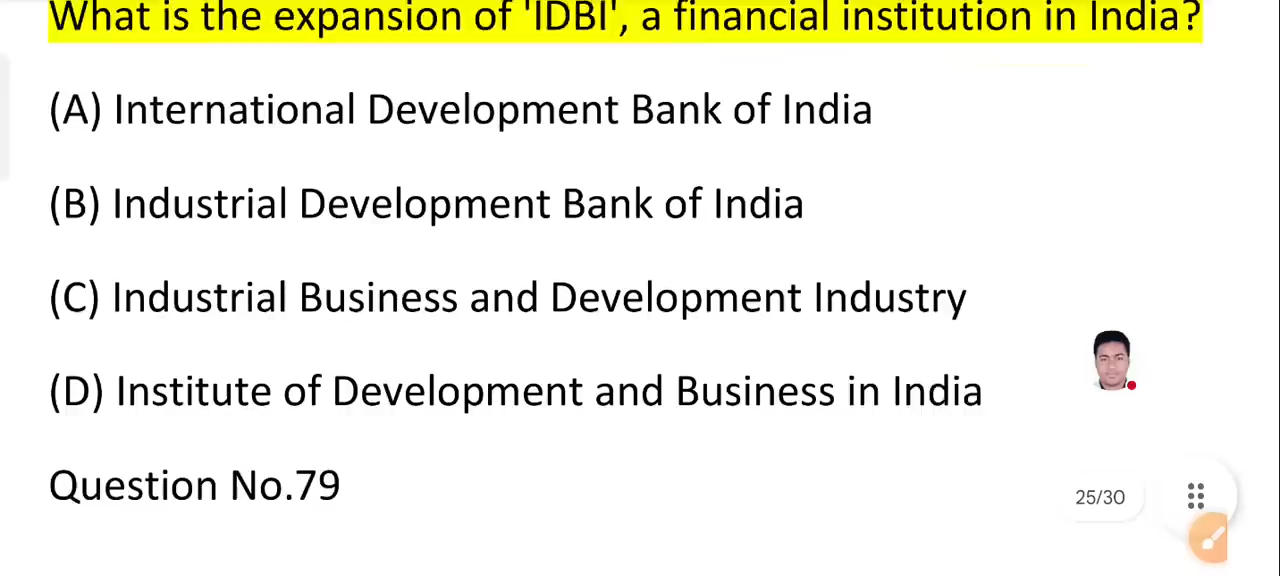 What is the expansion of 'IDBI', a financial institution in India?
(A) International Development Bank of India
(B) Industrial Development Bank of India
(C) Industrial Business and Development Industry
(D) Institute of Development and Business in India
Question No.79
25/30